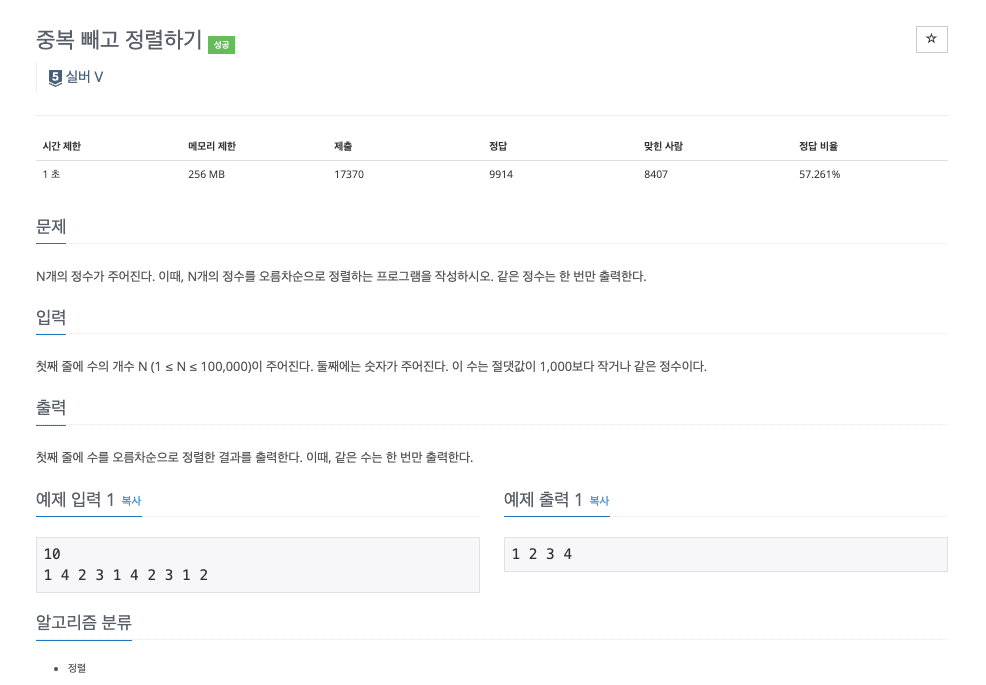 중복 빼고 정렬하기 성공
☆
5 실버 V
시간 제한 메모리 제한 제출 정답 맞힌 사람 정답 비율
1 초 256 MB 17370 9914 8407 57.261%
문제
N개의 정수가 주어진다. 이때, N개의 정수를 오름차순으로 정렬하는 프로그램을 작성하시오. 같은 정수는 한 번만 출력한다.
입력
첫째 줄에 수의 개수 N (1 ≤ N ≤ 100,000)이 주어진다. 둘째에는 숫자가 주어진다. 이 수는 절댓값이 1,000보다 작거나 같은 정수이다.
출력
첫째 줄에 수를 오름차순으로 정렬한 결과를 출력한다. 이때, 같은 수는 한 번만 출력한다.
예제 입력 1 복사
10
1 4 2 3 1 4 2 3 1 2
예제 출력 1 복사
1 2 3 4
알고리즘 분류
• 정렬